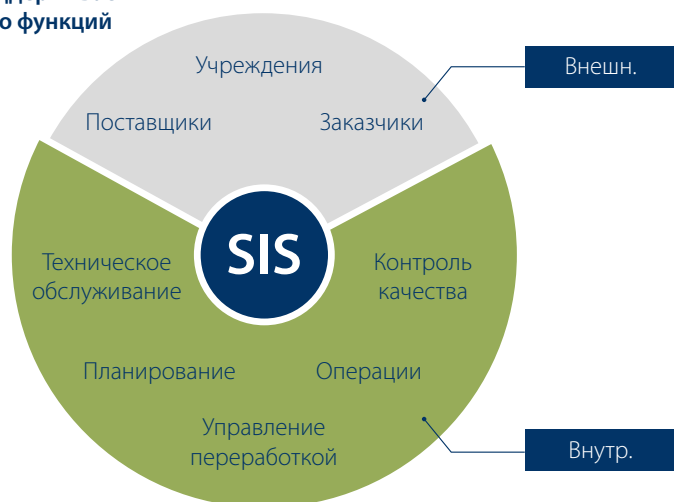 о функций
Учреждения
Внешн.
Поставщики
Заказчики
SIS
Техническое
обслуживание
Контроль
качества
Планирование
Операции
Управление
переработкой
Внутр.